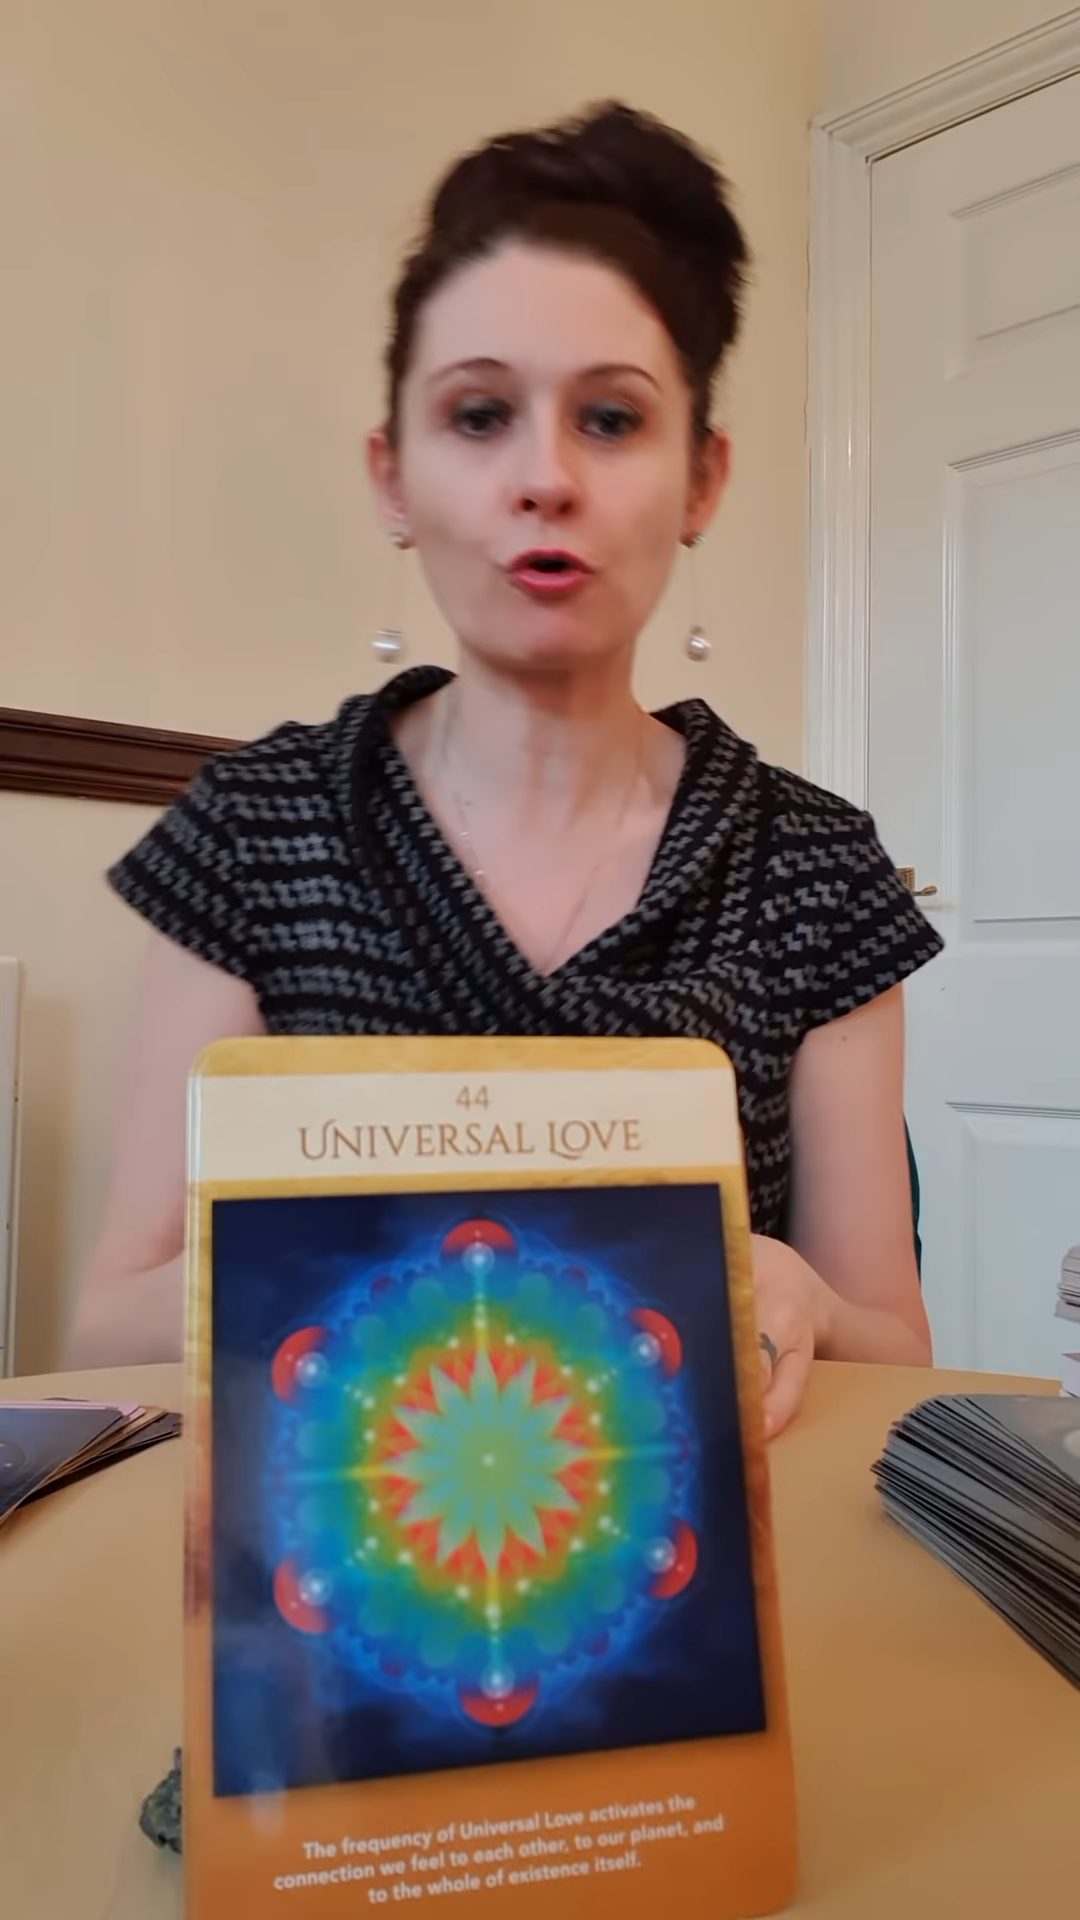 44
UNIVERSAL LOVE
The frequency of Universal Love activates the
connection we feel to each other, to our planet, and
to the whole of existence itself.